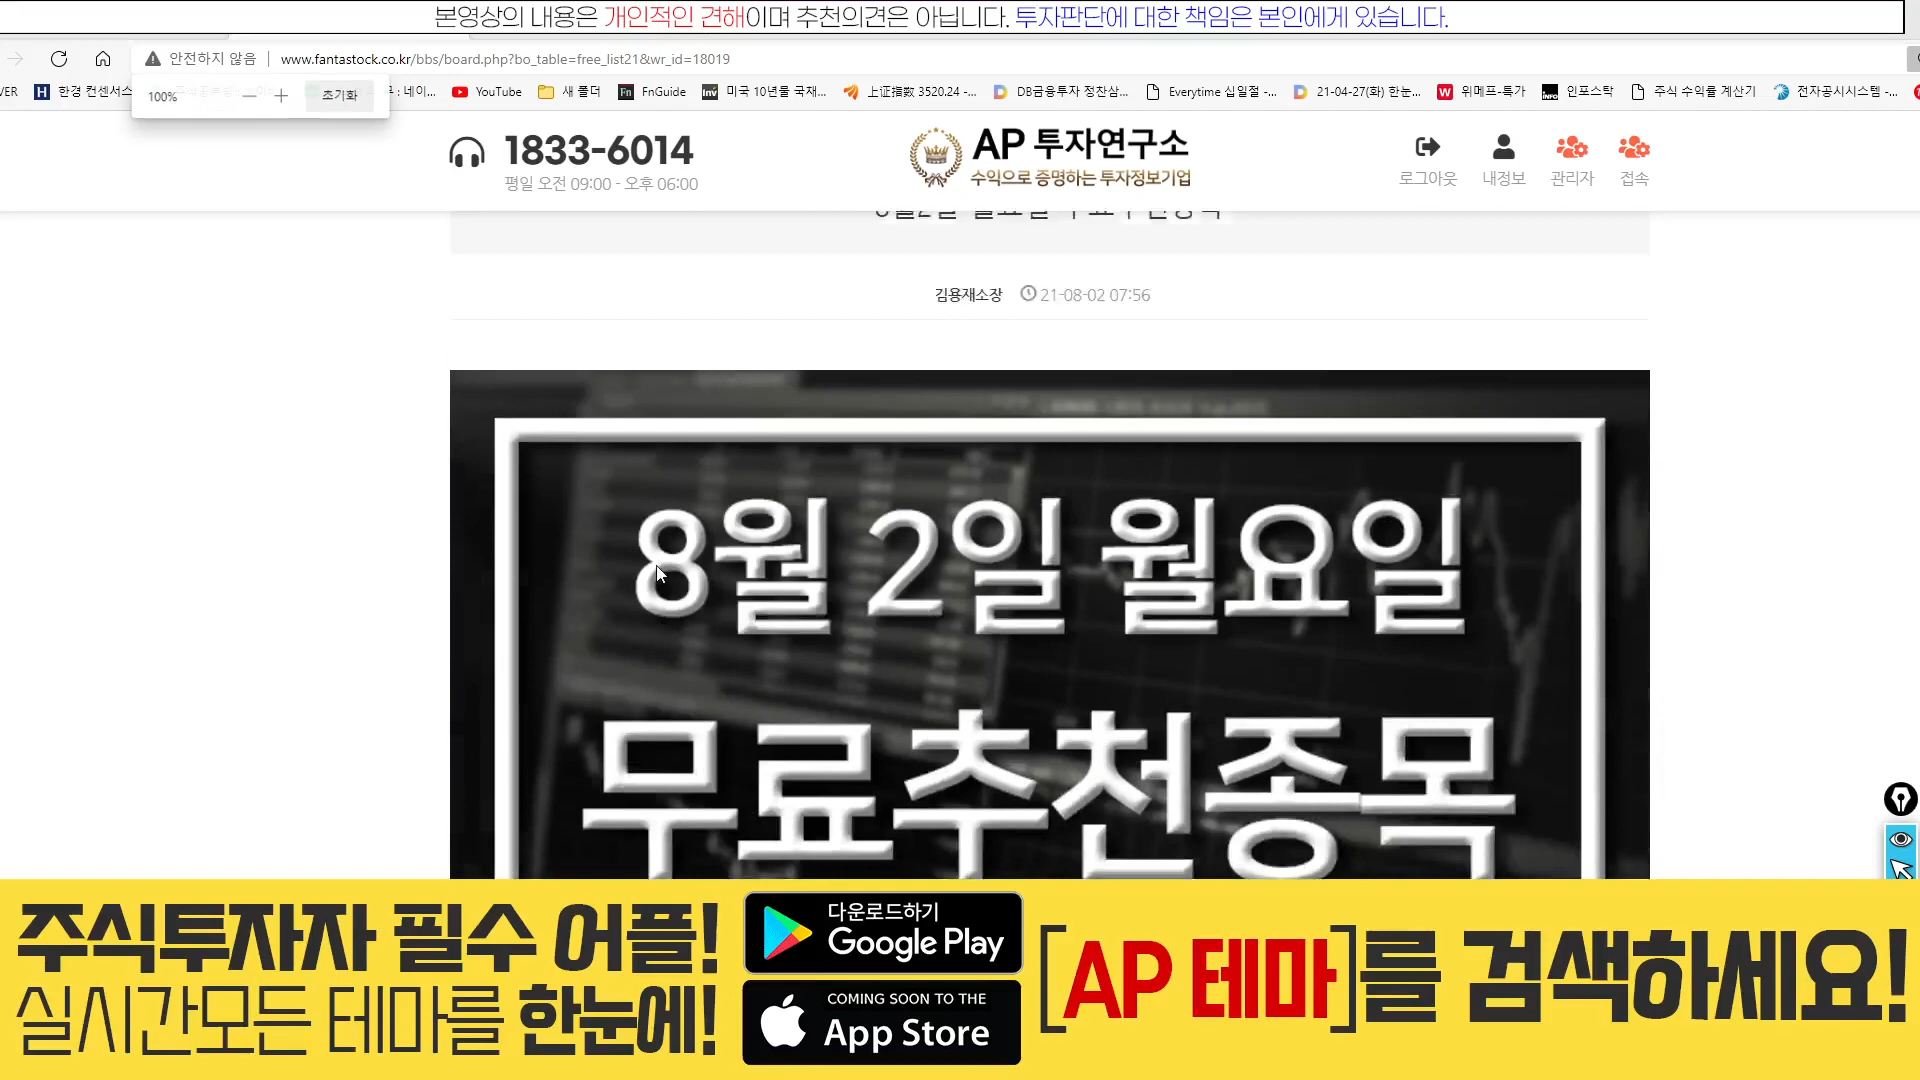 본영상의 내용은 개인적인 견해이며 추천의견은 아닙니다. 투자판단에 대한 책임은 본인에게 있습니다.
안전하지 않음 www.fantastock.co.kr/bbs/board.php?bo_table=free_list21&wr_id=18019
VER 한경 컨센서스 : 네이... YouTube 새 폴더 FnGuide 미국 10년물 국채... 上证指数 3520.24 -... DB금융투자 정찬삼... Everytime 십일절 -... 21-04-27(화) 한눈... 위메프-특가 인포스탁 주식 수익률 계산기 전자공시시스템 -...
100% 초기화
1833-6014
평일 오전 09:00 - 오후 06:00
AP 투자연구소
수익으로 증명하는 투자정보기업
로그아웃 내정보 관리자 접속
김용재소장 21-08-02 07:56
8월 2일 월요일
무료추천종목
주식투자자 필수 어플!
실시간모든 테마를 한눈에!
다운로드하기
Google Play
COMING SOON TO THE
App Store
[AP 테마]를 검색하세요!